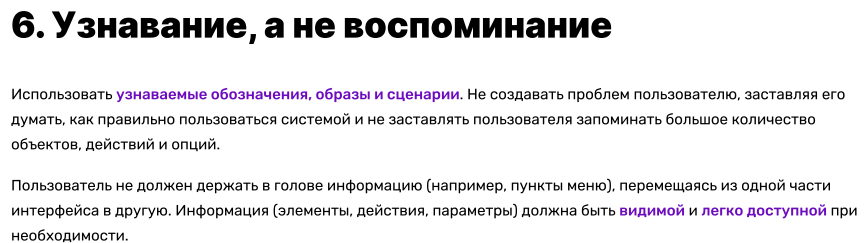 6. Узнавание, а не воспоминание
Использовать узнаваемые обозначения, образы и сценарии. Не создавать проблем пользователю, заставляя его
думать, как правильно пользоваться системой и не заставлять пользователя запоминать большое количество
объектов, действий и опций.
Пользователь не должен держать в голове информацию (например, пункты меню), перемещаясь из одной части
интерфейса в другую. Информация (элементы, действия, параметры) должна быть видимой и легко доступной при
необходимости.